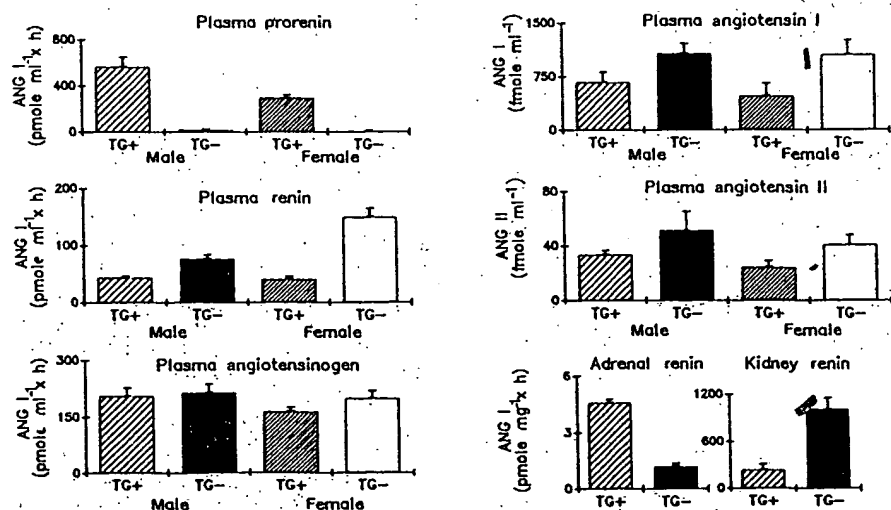 Plasma prorenin
ANG I
(pmole ml⁻¹ x h)
800
400
0
TG+ TG− TG+ TG−
Male Female
Plasma renin
ANG I
(pmole ml⁻¹ x h)
200
100
0
TG+ TG− TG+ TG−
Male Female
Plasma angiotensinogen
ANG I
(pmole ml⁻¹ x h)
300
150
0
TG+ TG− TG+ TG−
Male Female
Plasma angiotensin I
ANG I
(fmole ml⁻¹)
1500
750
0
TG+ TG− TG+ TG−
Male Female
Plasma angiotensin II
ANG II
(fmole ml⁻¹)
80
40
0
TG+ TG− TG+ TG−
Male Female
Adrenal renin Kidney renin
ANG I
(pmole mg⁻¹ x h)
6
3
0
TG+ TG−
1200
600
0
TG+ TG−